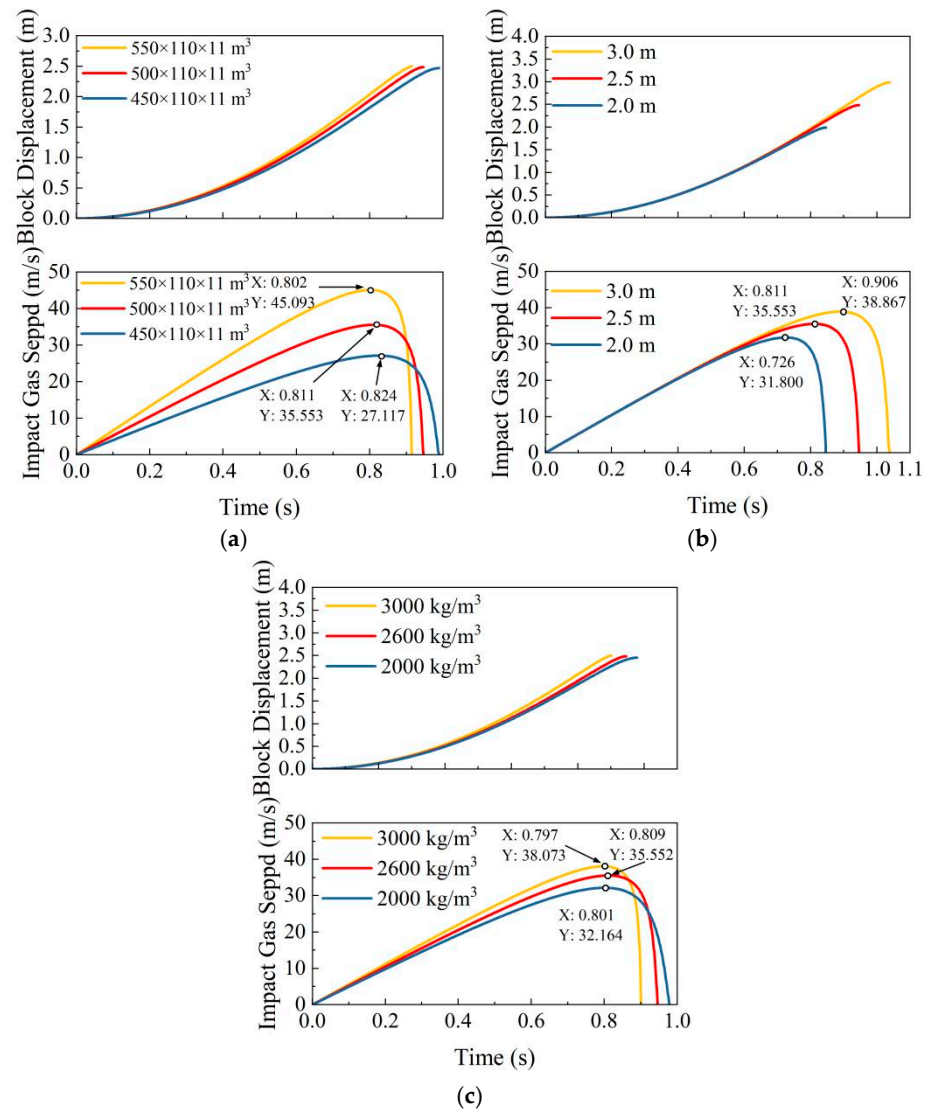 Block Displacement (m)
3.0
2.5
2.0
1.5
1.0
0.5
0.0
550×110×11 m³
500×110×11 m³
450×110×11 m³
Impact Gas Seppd (m/s)
50
40
30
20
10
0
550×110×11 m³
500×110×11 m³
450×110×11 m³
X: 0.802
Y: 45.093
X: 0.811
Y: 35.553
X: 0.824
Y: 27.117
0.0 0.2 0.4 0.6 0.8 1.0
Time (s)
(a)
Block Displacement (m)
4.0
3.5
3.0
2.5
2.0
1.5
1.0
0.5
0.0
3.0 m
2.5 m
2.0 m
Impact Gas Seppd (m/s)
50
40
30
20
10
0
3.0 m
2.5 m
2.0 m
X: 0.811
Y: 35.553
X: 0.906
Y: 38.867
X: 0.726
Y: 31.800
0.0 0.2 0.4 0.6 0.8 1.0 1.1
Time (s)
(b)
Block Displacement (m)
4.0
3.5
3.0
2.5
2.0
1.5
1.0
0.5
0.0
3000 kg/m³
2600 kg/m³
2000 kg/m³
Impact Gas Seppd (m/s)
50
40
30
20
10
0
3000 kg/m³
2600 kg/m³
2000 kg/m³
X: 0.797
Y: 38.073
X: 0.809
Y: 35.552
X: 0.801
Y: 32.164
0.0 0.2 0.4 0.6 0.8 1.0
Time (s)
(c)